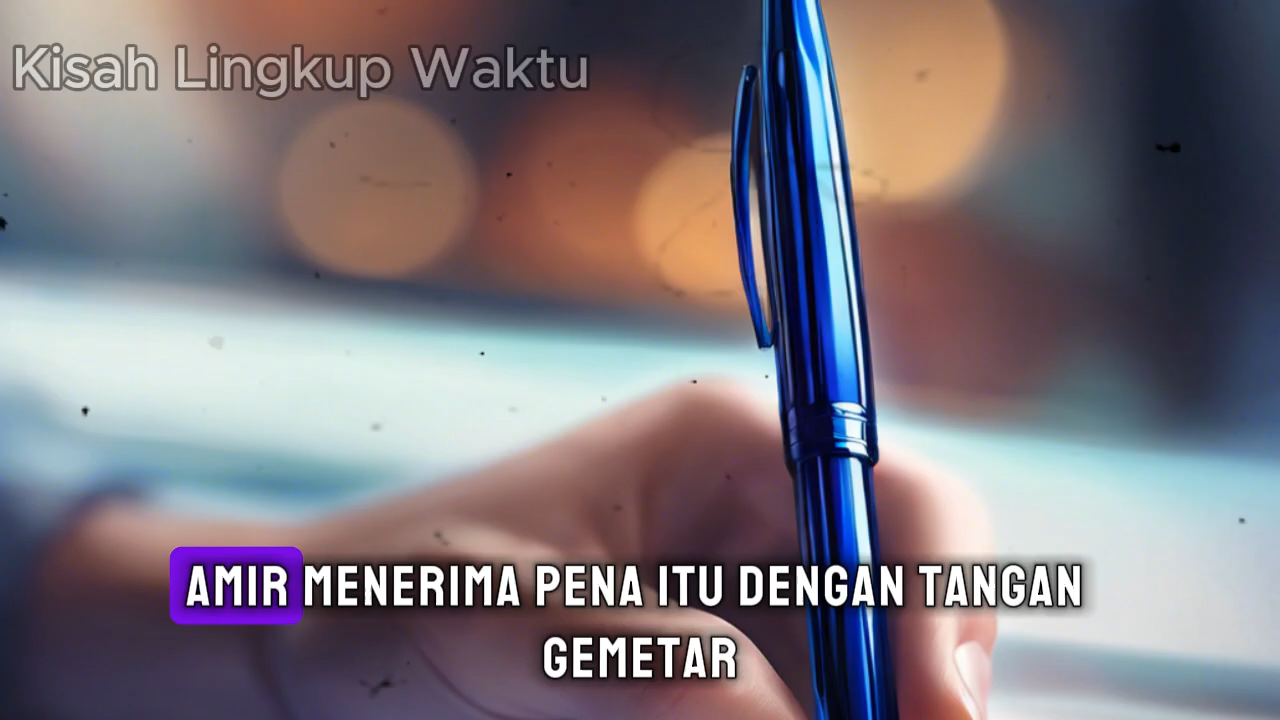 Kisah Lingkup Waktu
AMIR MENERIMA PENA ITU DENGAN TANGAN
GEMETAR